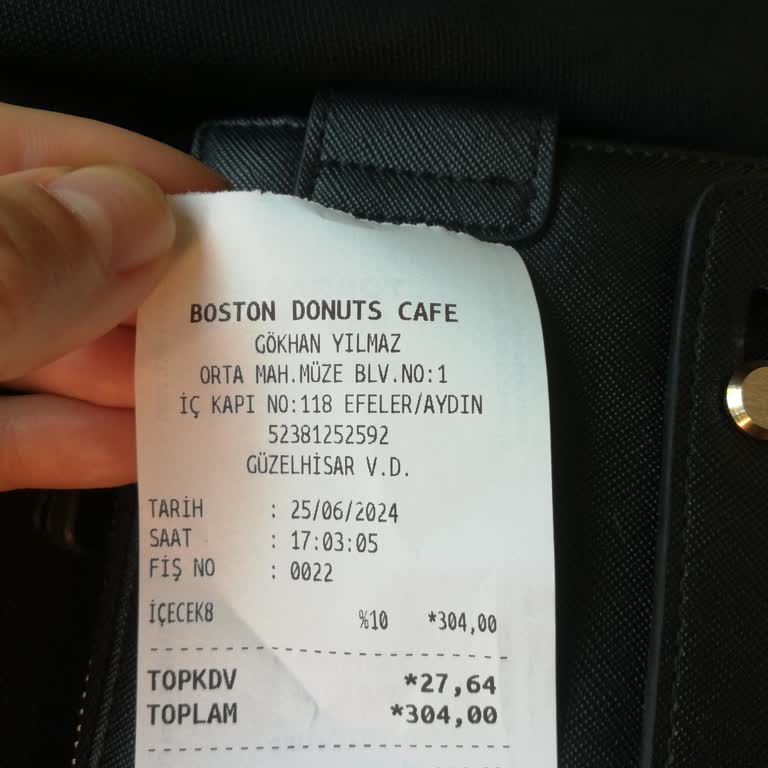 BOSTON DONUTS CAFE
GÖKHAN YILMAZ
ORTA MAH.MÜZE BLV.NO:1
İÇ KAPI NO:118 EFELER/AYDIN
52381252592
GÜZELHİSAR V.D.
TARİH : 25/06/2024
SAAT : 17:03:05
FİŞ NO : 0022
İÇECEK8 %10 *304,00
TOPKDV *27,64
TOPLAM *304,00